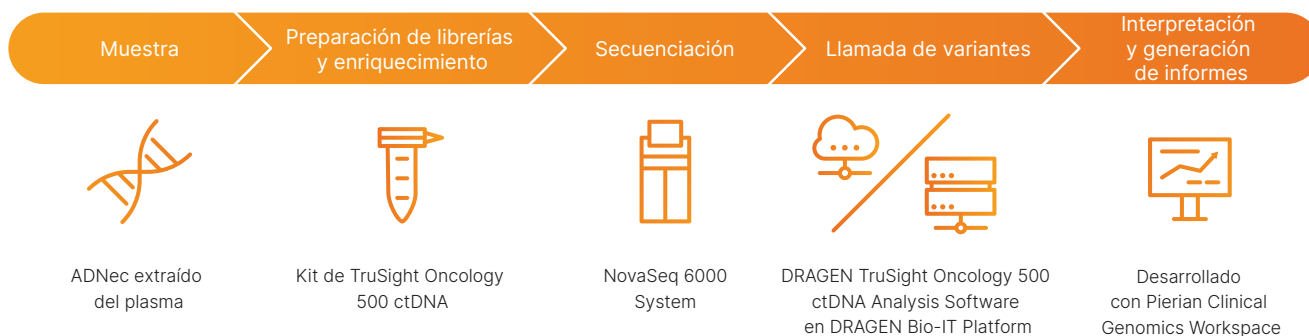 Muestra
Preparación de librerías
y enriquecimiento
Secuenciación
Llamada de variantes
Interpretación
y generación
de informes
ADNec extraído
del plasma
Kit de TruSight Oncology
500 ctDNA
NovaSeq 6000
System
DRAGEN TruSight Oncology 500
ctDNA Analysis Software
en DRAGEN Bio-IT Platform
Desarrollado
con Pierian Clinical
Genomics Workspace